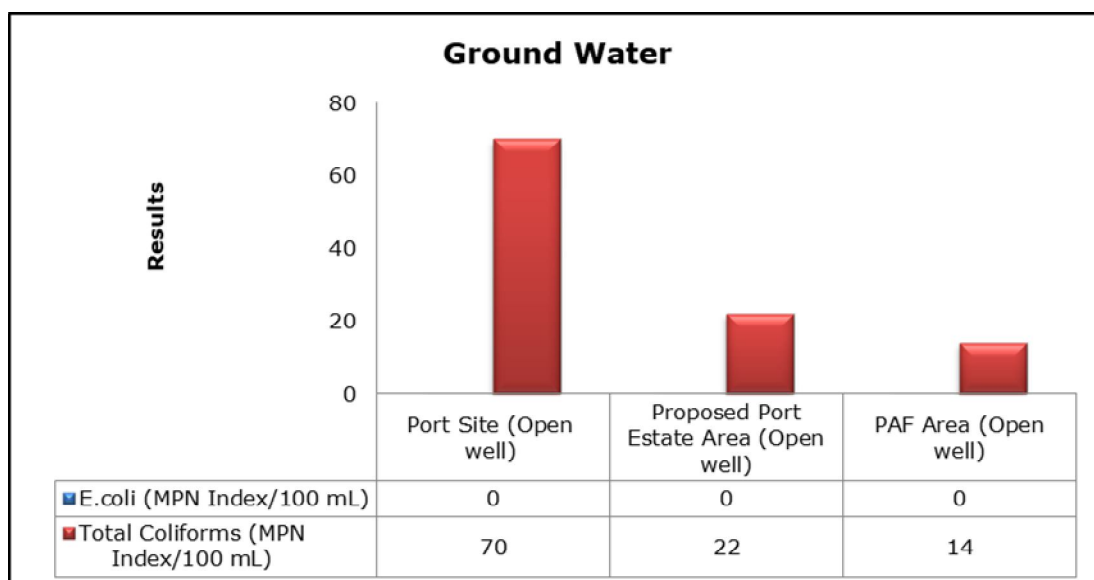 Ground Water
Results
80
60
40
20
0
Port Site (Open
well)
Proposed Port
Estate Area (Open
well)
PAF Area (Open
well)
E.coli (MPN Index/100 mL)
0
0
0
Total Coliforms (MPN
Index/100 mL)
70
22
14